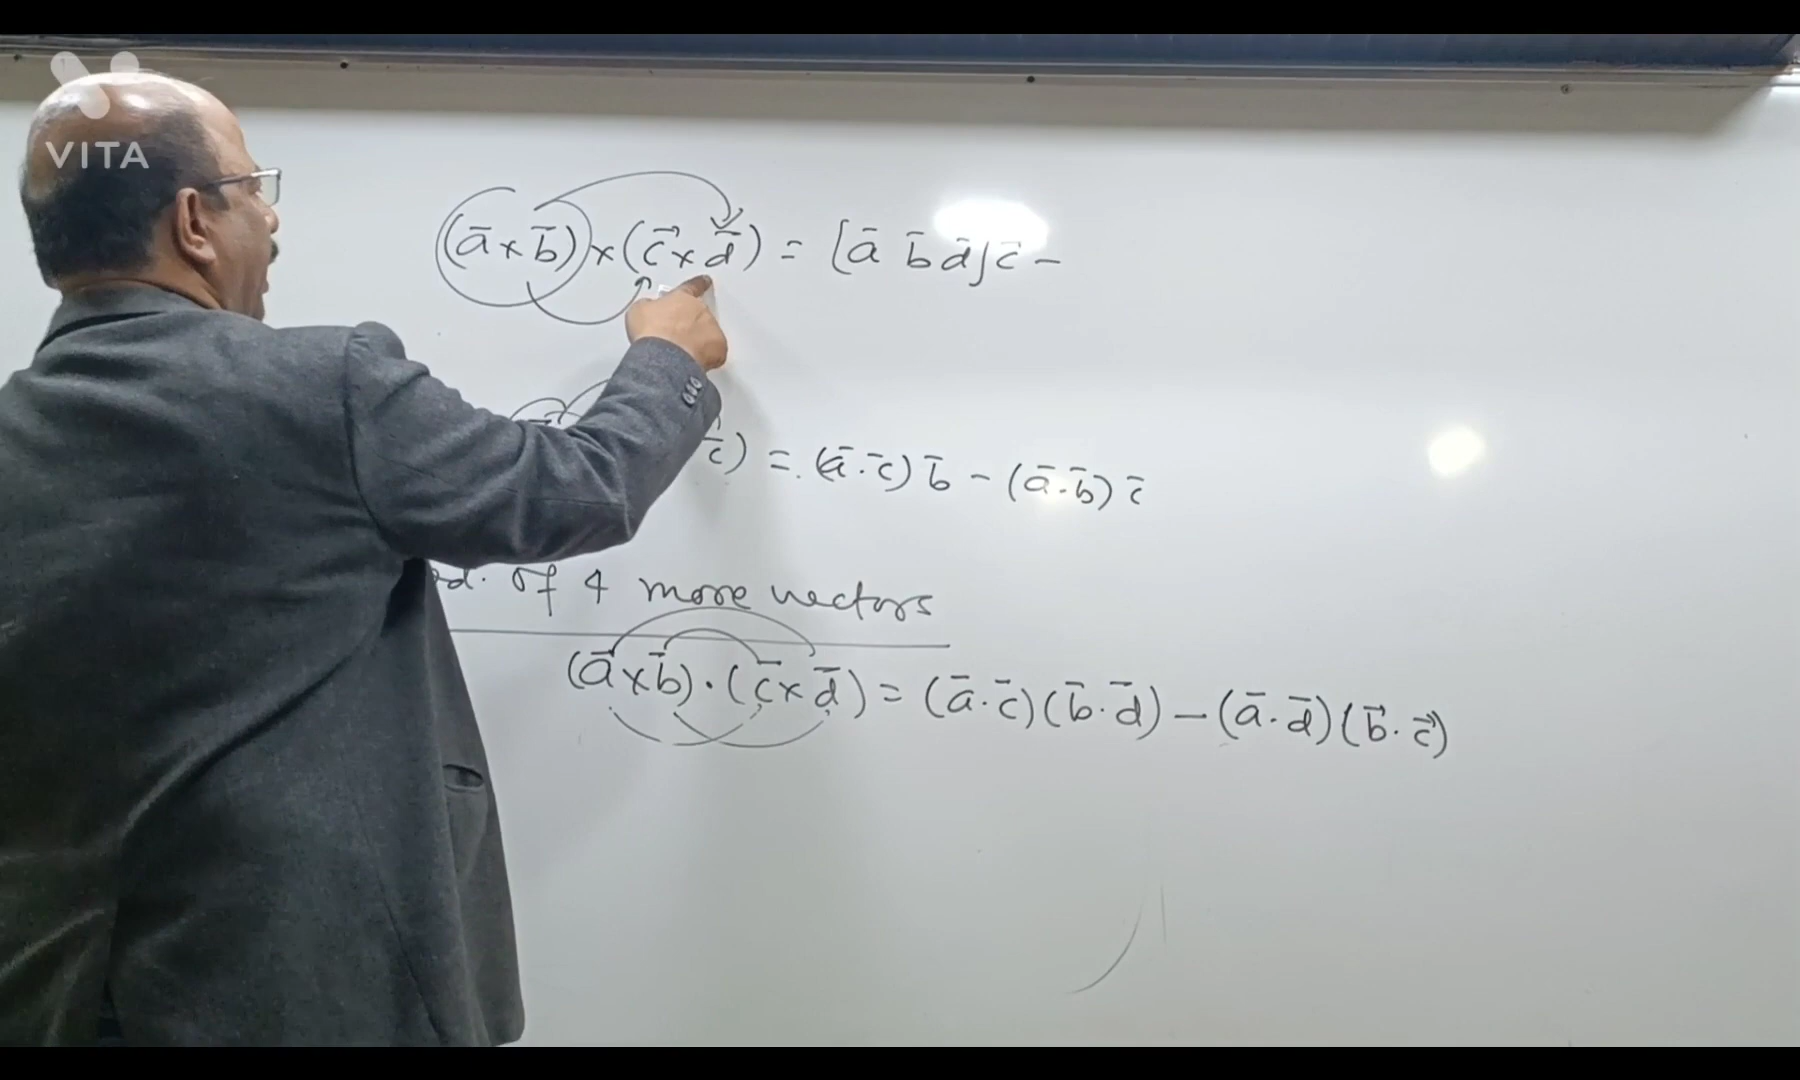 VITA
(a̅ × b̅) × (c⃗ × d̅) = [a̅ b̅ d̅] c̅ −
c̅) = (a̅ . c̅) b̅ − (a̅ . b̅) c̅
of 4 more vectors
(a̅ × b̅) . (c̅ × d̅) = (a̅ . c̅) (b̅ . d̅) − (a̅ . d̅) (b⃗ . c⃗)